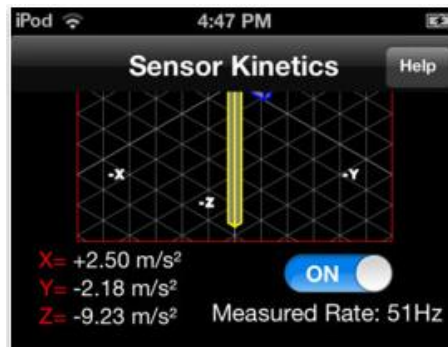 iPod 4:47 PM
Sensor Kinetics Help
-X -Y
-Z
X= +2.50 m/s²
ON
Y= -2.18 m/s²
Z= -9.23 m/s² Measured Rate: 51Hz